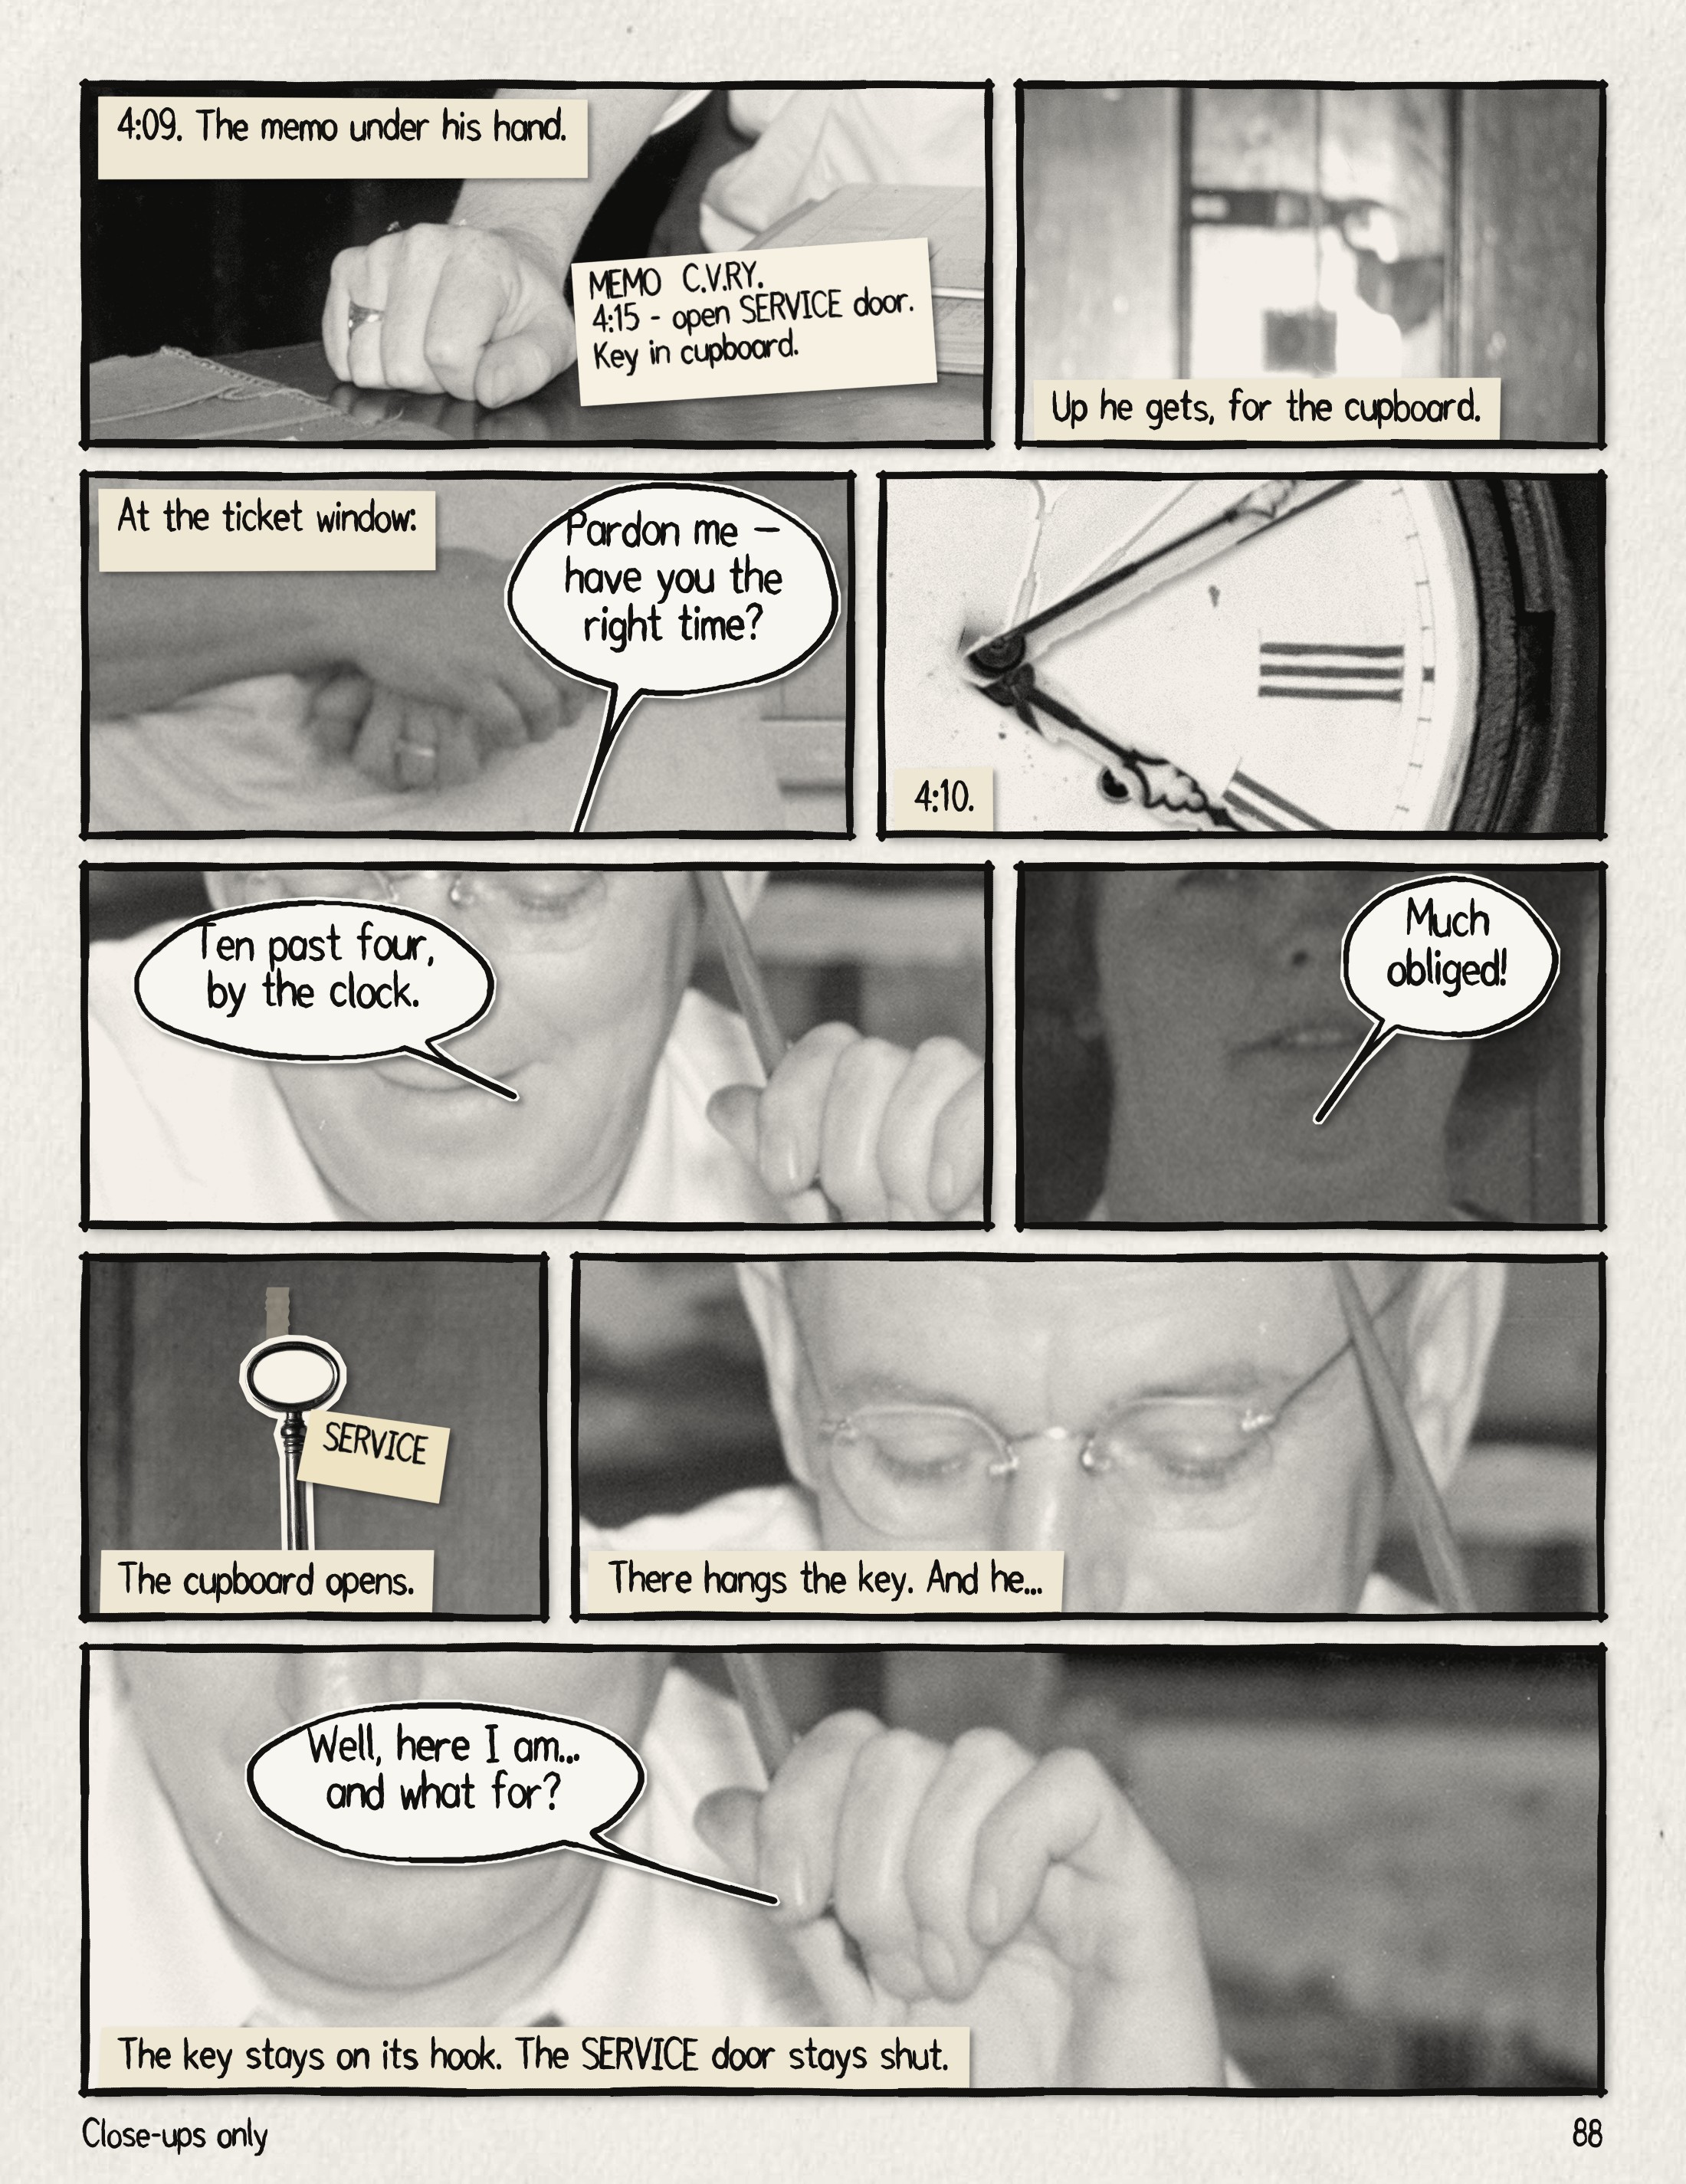 4:09. The memo under his hand.
MEMO C.V.RY.
4:15 - open SERVICE door.
Key in cupboard.
Up he gets, for the cupboard.
At the ticket window:
Pardon me –
have you the
right time?
III
4:10.
Ten past four,
by the clock.
Much
obliged!
SERVICE
The cupboard opens.
There hangs the key. And he...
Well, here I am...
and what for?
The key stays on its hook. The SERVICE door stays shut.
Close-ups only
88